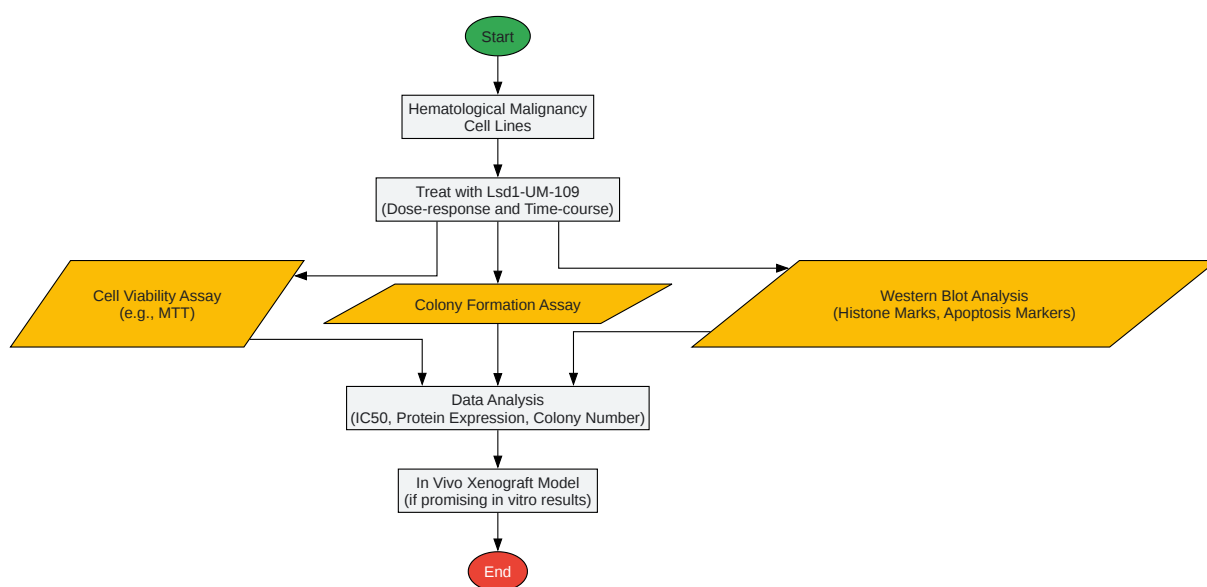 Start
Hematological Malignancy
Cell Lines
Treat with Lsd1-UM-109
(Dose-response and Time-course)
Cell Viability Assay
(e.g., MTT)
Colony Formation Assay
Western Blot Analysis
(Histone Marks, Apoptosis Markers)
Data Analysis
(IC50, Protein Expression, Colony Number)
In Vivo Xenograft Model
(if promising in vitro results)
End